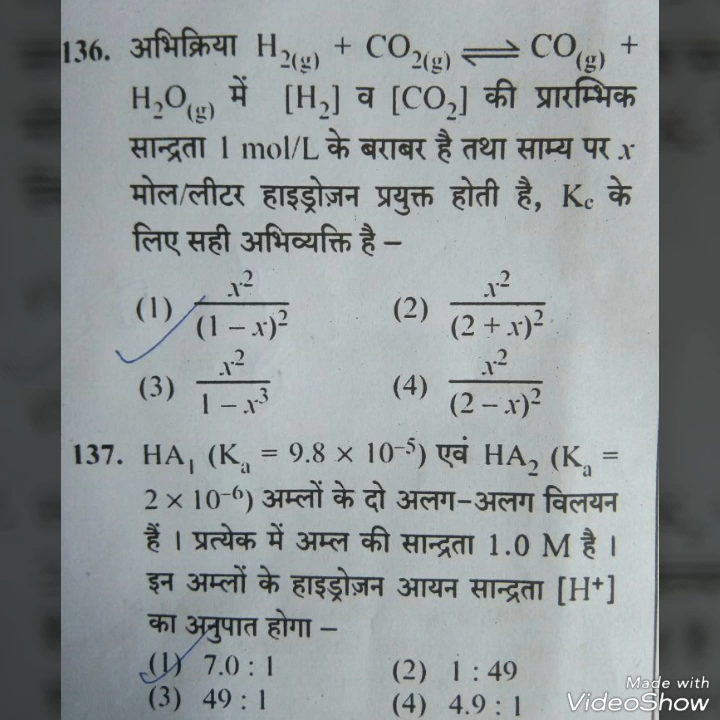 136. अभिक्रिया H₂₍g₎ + CO₂₍g₎ ⇌ CO₍g₎ +
H₂O₍g₎ में [H₂] व [CO₂] की प्रारम्भिक
सान्द्रता 1 mol/L के बराबर है तथा साम्य पर x
मोल/लीटर हाइड्रोज़न प्रयुक्त होती है, Kc के
लिए सही अभिव्यक्ति है –
(1) x²/(1 – x)² (2) x²/(2 + x)²
(3) x²/1 – x³ (4) x²/(2 – x)²
137. HA₁ (Ka = 9.8 × 10⁻⁵) एवं HA₂ (Ka =
2 × 10⁻⁶) अम्लों के दो अलग-अलग विलयन
हैं । प्रत्येक में अम्ल की सान्द्रता 1.0 M है ।
इन अम्लों के हाइड्रोज़न आयन सान्द्रता [H⁺]
का अनुपात होगा –
(1) 7.0 : 1 (2) 1 : 49
(3) 49 : 1 (4) 4.9 : 1
Made with
VideoShow